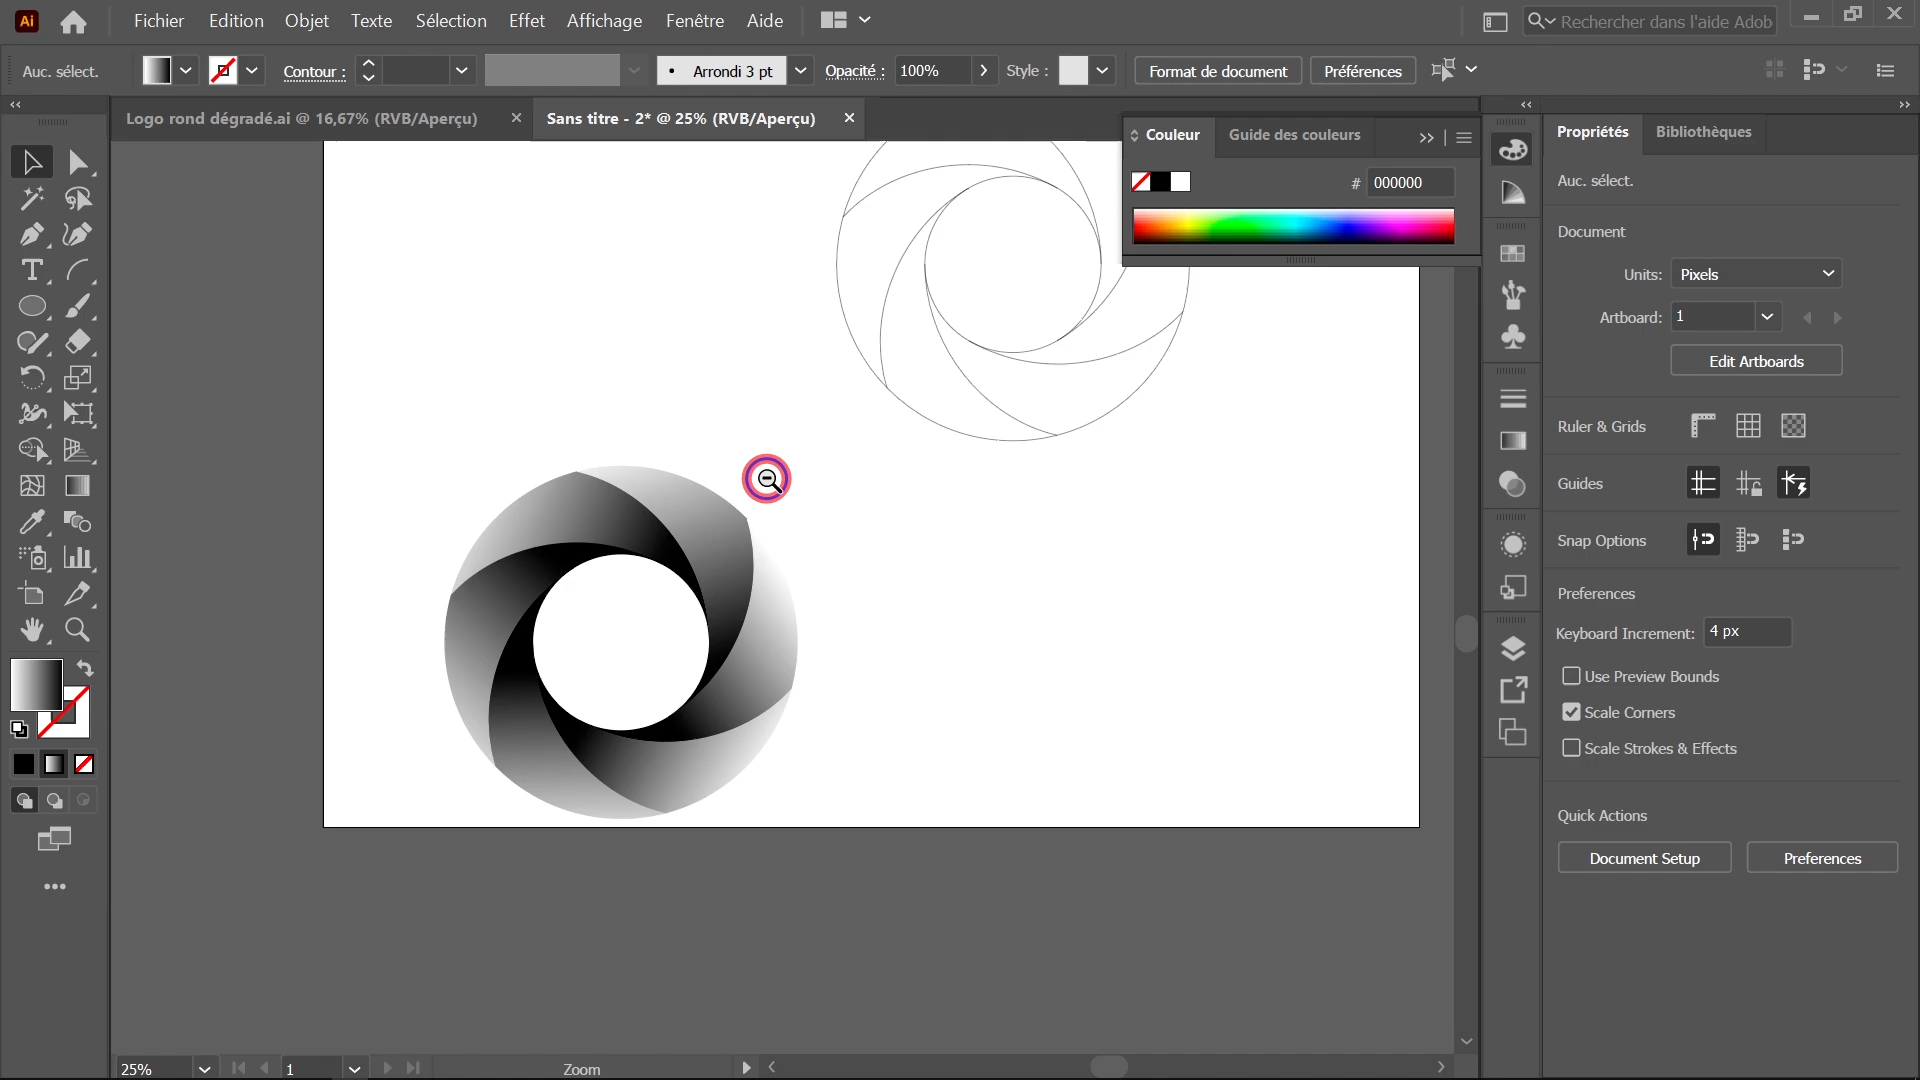 Ai Fichier Edition Objet Texte Sélection Effet Affichage Fenêtre Aide Rechercher dans l'aide Adob
Auc. sélect. Contour : Arrondi 3 pt Opacité : 100% Style : Format de document Préférences
Logo rond dégradé.ai @ 16,67% (RVB/Aperçu) Sans titre - 2* @ 25% (RVB/Aperçu)
Couleur Guide des couleurs
# 000000
Propriétés Bibliothèques
Auc. sélect.
Document
Units: Pixels
Artboard: 1
Edit Artboards
Ruler & Grids
Guides
Snap Options
Preferences
Keyboard Increment: 4 px
Use Preview Bounds
Scale Corners
Scale Strokes & Effects
Quick Actions
Document Setup Preferences
25% 1 Zoom